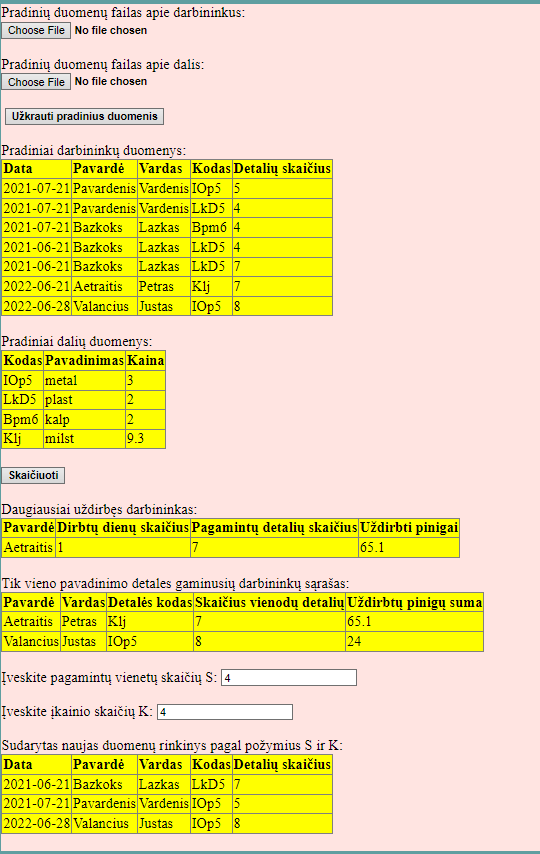 Pradinių duomenų failas apie darbininkus:
Choose File No file chosen
Pradinių duomenų failas apie dalis:
Choose File No file chosen
Užkrauti pradinius duomenis
Pradiniai darbininkų duomenys:
Data Pavardė Vardas Kodas Detalių skaičius
2021-07-21 Pavardenis Vardenis IOp5 5
2021-07-21 Pavardenis Vardenis LkD5 4
2021-07-21 Bazkoks Lazkas Bpm6 4
2021-06-21 Bazkoks Lazkas LkD5 4
2021-06-21 Bazkoks Lazkas LkD5 7
2022-06-21 Aetraitis Petras Klj 7
2022-06-28 Valancius Justas IOp5 8
Pradiniai dalių duomenys:
Kodas Pavadinimas Kaina
IOp5 metal 3
LkD5 plast 2
Bpm6 kalp 2
Klj milst 9.3
Skaičiuoti
Daugiausiai uždirbęs darbininkas:
Pavardė Dirbtų dienų skaičius Pagamintų detalių skaičius Uždirbti pinigai
Aetraitis 1 7 65.1
Tik vieno pavadinimo detales gaminusių darbininkų sąrašas:
Pavardė Vardas Detalės kodas Skaičius vienodų detalių Uždirbtų pinigų suma
Aetraitis Petras Klj 7 65.1
Valancius Justas IOp5 8 24
Įveskite pagamintų vienetų skaičių S: 4
Įveskite įkainio skaičių K: 4
Sudarytas naujas duomenų rinkinys pagal požymius S ir K:
Data Pavardė Vardas Kodas Detalių skaičius
2021-06-21 Bazkoks Lazkas LkD5 7
2021-07-21 Pavardenis Vardenis IOp5 5
2022-06-28 Valancius Justas IOp5 8